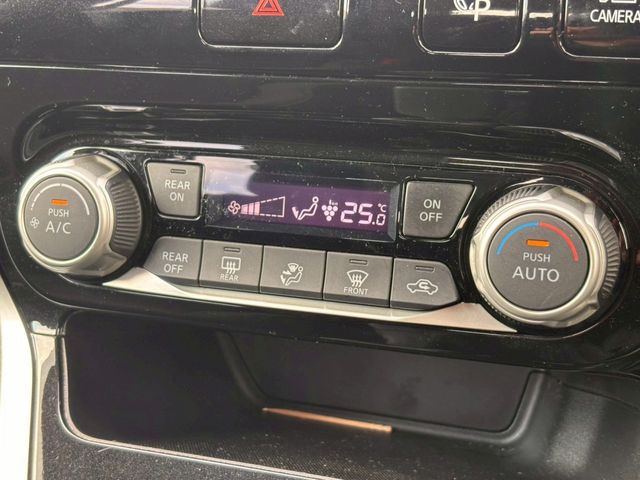 P
CAMERA
PUSH
A/C
REAR
ON
25.0
°C
ON
OFF
PUSH
AUTO
REAR
OFF
REAR
FRONT